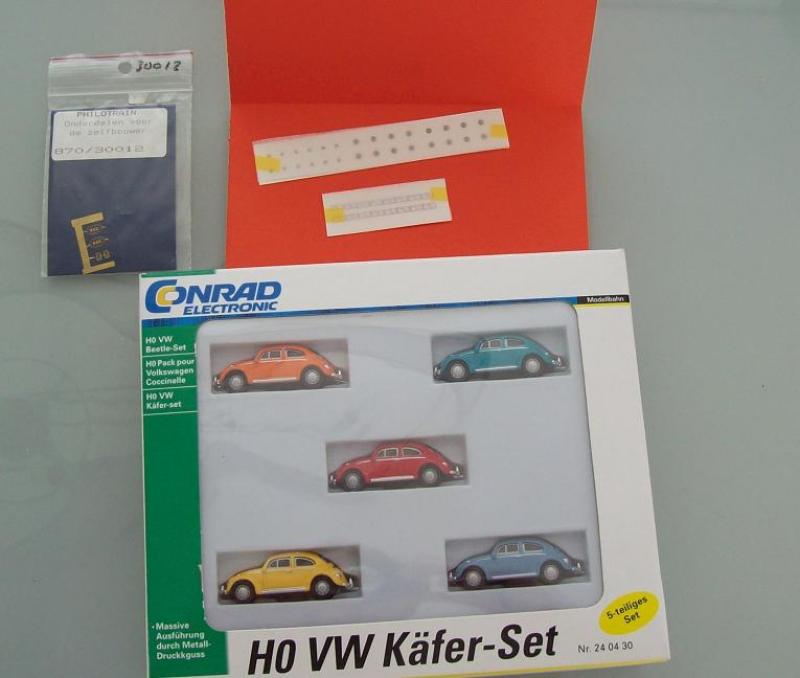 30012
PHILOTRAIN
Onderdelen voor
de zelfbouwer
870/30012
CONRAD
ELECTRONIC
Modellbahn
H0 VW
Beetle-Set
H0 Pack pour
Volkswagen
Coccinelle
H0 VW
Käfer-set
5-teiliges
Set
• Massive
Ausführung
durch Metall-
Druckkguss
H0 VW Käfer-Set
Nr. 24 04 30